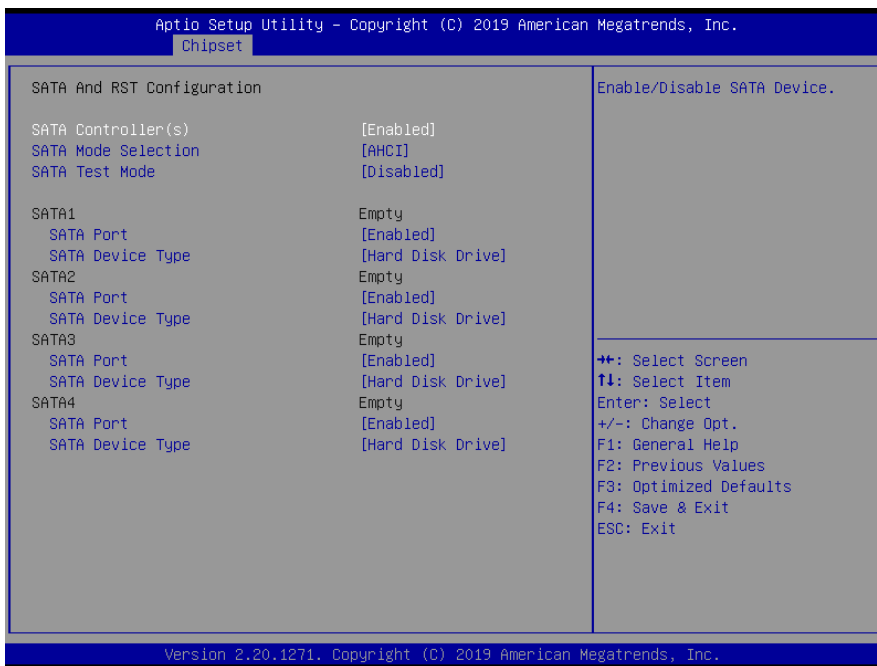 Aptio Setup Utility – Copyright (C) 2019 American Megatrends, Inc.
Chipset
SATA And RST Configuration
SATA Controller(s) [Enabled]
SATA Mode Selection [AHCI]
SATA Test Mode [Disabled]
SATA1 Empty
SATA Port [Enabled]
SATA Device Type [Hard Disk Drive]
SATA2 Empty
SATA Port [Enabled]
SATA Device Type [Hard Disk Drive]
SATA3 Empty
SATA Port [Enabled]
SATA Device Type [Hard Disk Drive]
SATA4 Empty
SATA Port [Enabled]
SATA Device Type [Hard Disk Drive]
Enable/Disable SATA Device.
→←: Select Screen
↑↓: Select Item
Enter: Select
+/-: Change Opt.
F1: General Help
F2: Previous Values
F3: Optimized Defaults
F4: Save & Exit
ESC: Exit
Version 2.20.1271. Copyright (C) 2019 American Megatrends, Inc.